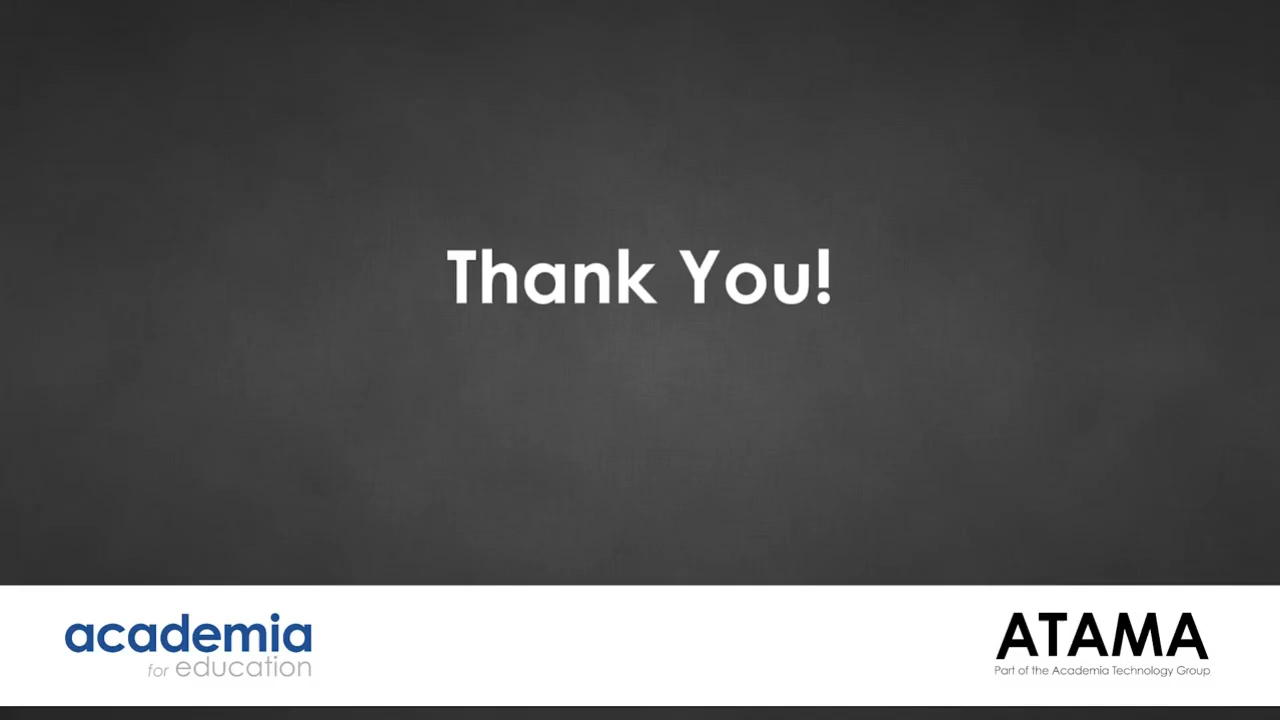 Thank You!
academia
for education
ATAMA
Part of the Academia Technology Group